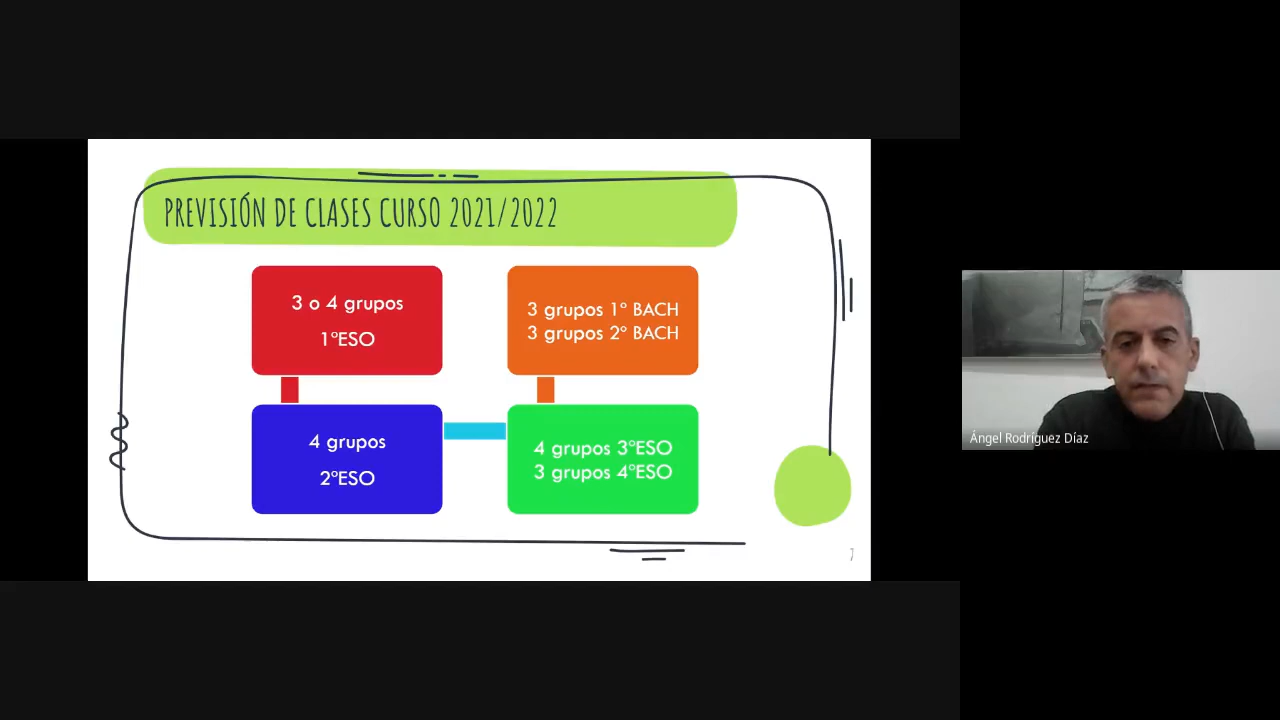 PREVISIÓN DE CLASES CURSO 2021/2022
3 o 4 grupos
1ºESO
3 grupos 1º BACH
3 grupos 2º BACH
4 grupos
2ºESO
4 grupos 3ºESO
3 grupos 4ºESO
7
Ángel Rodríguez Díaz